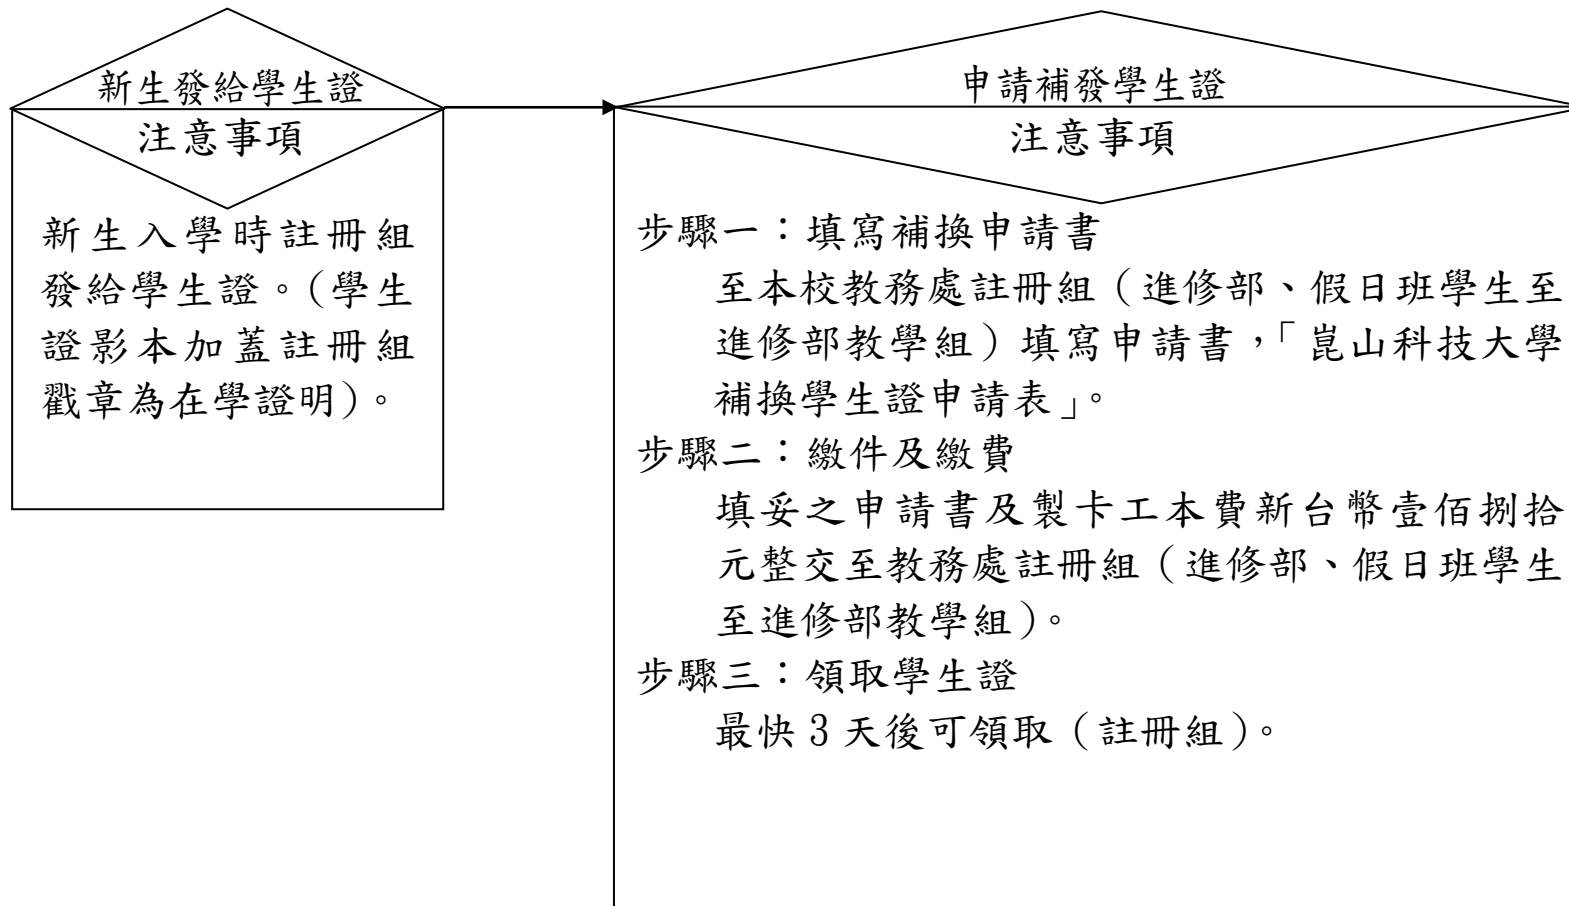 新生發給學生證
注意事項
新生入學時註冊組
發給學生證。(學生
證影本加蓋註冊組
戳章為在學證明)。
申請補發學生證
注意事項
步驟一：填寫補換申請書
至本校教務處註冊組（進修部、假日班學生至
進修部教學組）填寫申請書，「崑山科技大學
補換學生證申請表」。
步驟二：繳件及繳費
填妥之申請書及製卡工本費新台幣壹佰捌拾
元整交至教務處註冊組（進修部、假日班學生
至進修部教學組）。
步驟三：領取學生證
最快 3 天後可領取（註冊組）。